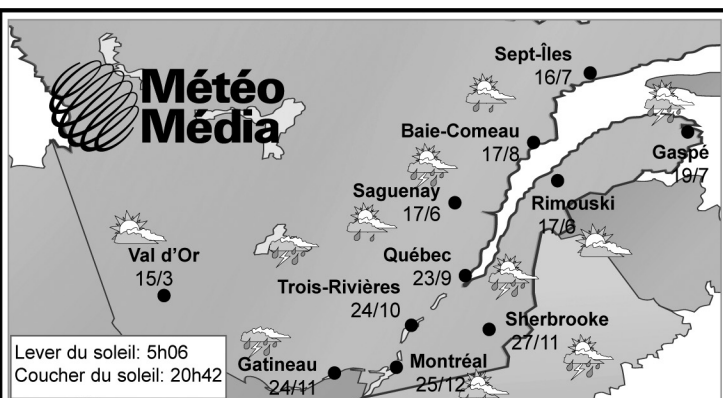 Météo
Média
Sept-Îles
16/7
Baie-Comeau
17/8
Gaspé
19/7
Saguenay
17/6
Rimouski
17/6
Val d'Or
15/3
Québec
23/9
Trois-Rivières
24/10
Sherbrooke
27/11
Lever du soleil: 5h06
Coucher du soleil: 20h42
Gatineau
24/11
Montréal
25/12